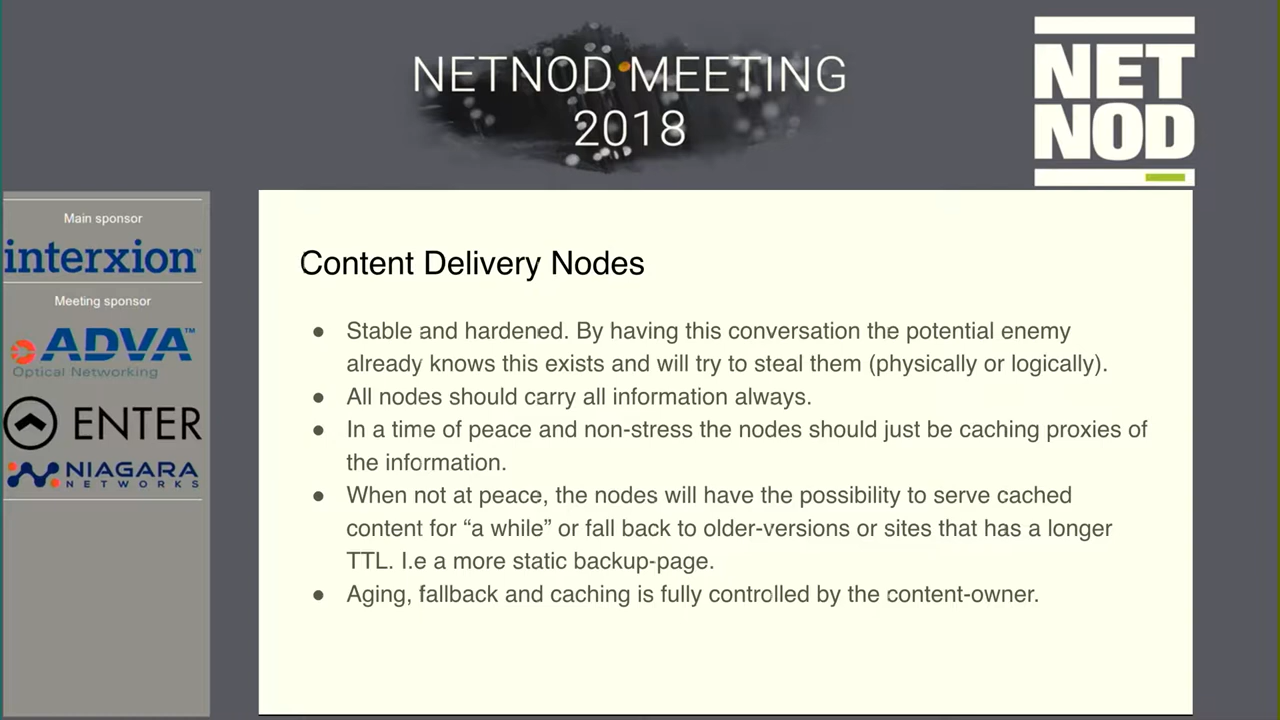 NETNOD MEETING
2018
NET
NOD
Main sponsor
interxion™
Meeting sponsor
ADVA™
Optical Networking
ENTER
NIAGARA
NETWORKS
Content Delivery Nodes
● Stable and hardened. By having this conversation the potential enemy
already knows this exists and will try to steal them (physically or logically).
● All nodes should carry all information always.
● In a time of peace and non-stress the nodes should just be caching proxies of
the information.
● When not at peace, the nodes will have the possibility to serve cached
content for “a while” or fall back to older-versions or sites that has a longer
TTL. I.e a more static backup-page.
● Aging, fallback and caching is fully controlled by the content-owner.